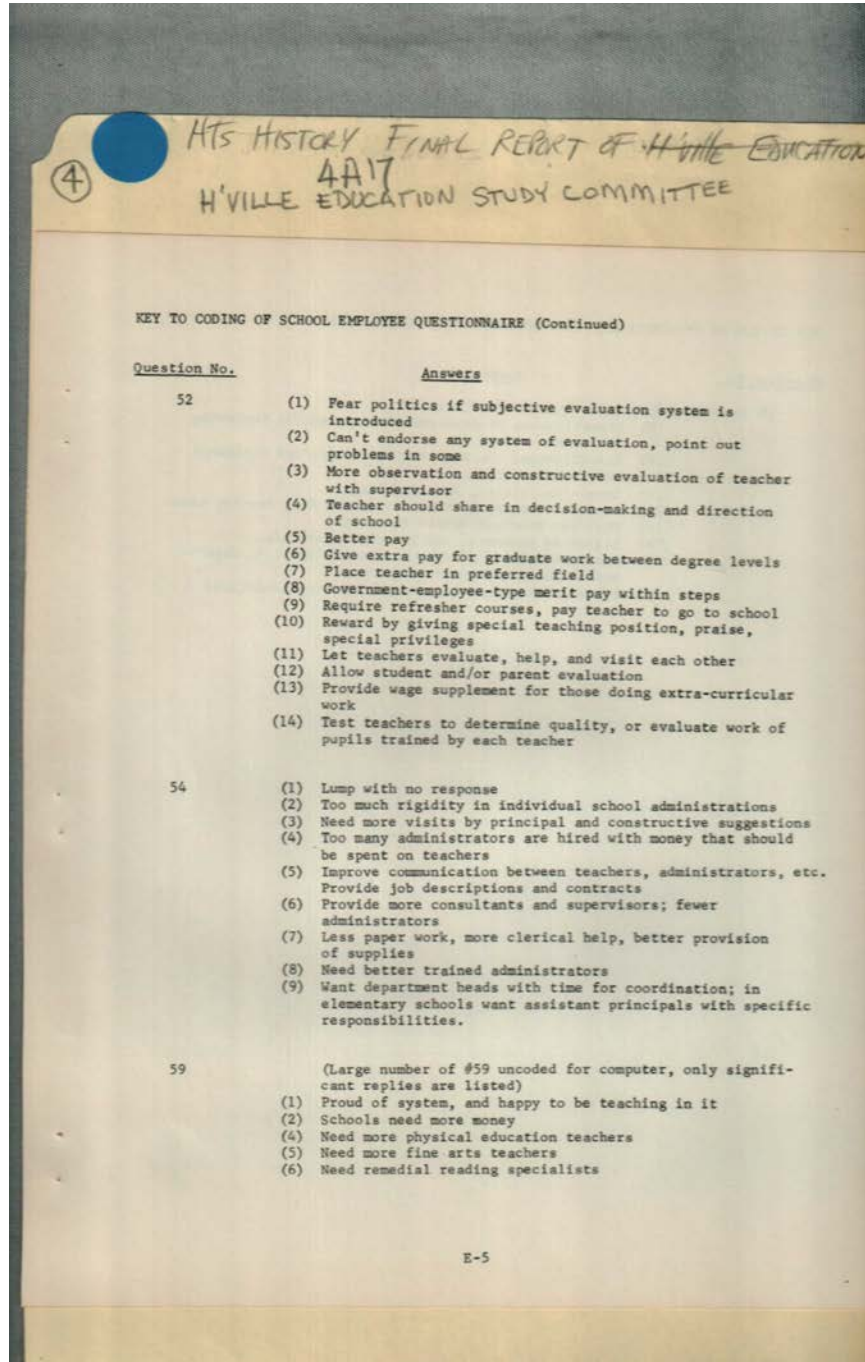 HTS HISTORY FINAL REPORT OF H'VILLE EDUCATION
4
4A17
H'VILLE EDUCATION STUDY COMMITTEE
KEY TO CODING OF SCHOOL EMPLOYEE QUESTIONNAIRE (Continued)
Question No. Answers
52 (1) Fear politics if subjective evaluation system is
introduced
(2) Can't endorse any system of evaluation, point out
problems in some
(3) More observation and constructive evaluation of teacher
with supervisor
(4) Teacher should share in decision-making and direction
of school
(5) Better pay
(6) Give extra pay for graduate work between degree levels
(7) Place teacher in preferred field
(8) Government-employee-type merit pay within steps
(9) Require refresher courses, pay teacher to go to school
(10) Reward by giving special teaching position, praise,
special privileges
(11) Let teachers evaluate, help, and visit each other
(12) Allow student and/or parent evaluation
(13) Provide wage supplement for those doing extra-curricular
work
(14) Test teachers to determine quality, or evaluate work of
pupils trained by each teacher
54 (1) Lump with no response
(2) Too much rigidity in individual school administrations
(3) Need more visits by principal and constructive suggestions
(4) Too many administrators are hired with money that should
be spent on teachers
(5) Improve communication between teachers, administrators, etc.
Provide job descriptions and contracts
(6) Provide more consultants and supervisors; fewer
administrators
(7) Less paper work, more clerical help, better provision
of supplies
(8) Need better trained administrators
(9) Want department heads with time for coordination; in
elementary schools want assistant principals with specific
responsibilities.
59 (Large number of #59 uncoded for computer, only signifi-
cant replies are listed)
(1) Proud of system, and happy to be teaching in it
(2) Schools need more money
(4) Need more physical education teachers
(5) Need more fine arts teachers
(6) Need remedial reading specialists
E-5